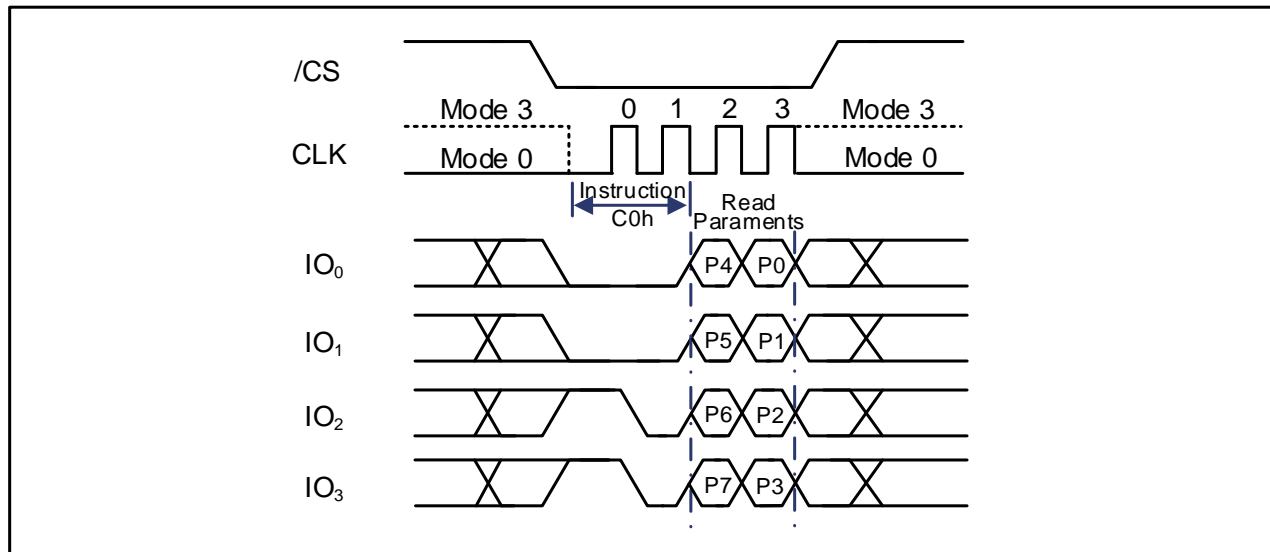 /CS
Mode 3 0 1 2 3 Mode 3
CLK Mode 0 Mode 0
Instruction Read
C0h Paraments
IO0 P4 P0
IO1 P5 P1
IO2 P6 P2
IO3 P7 P3